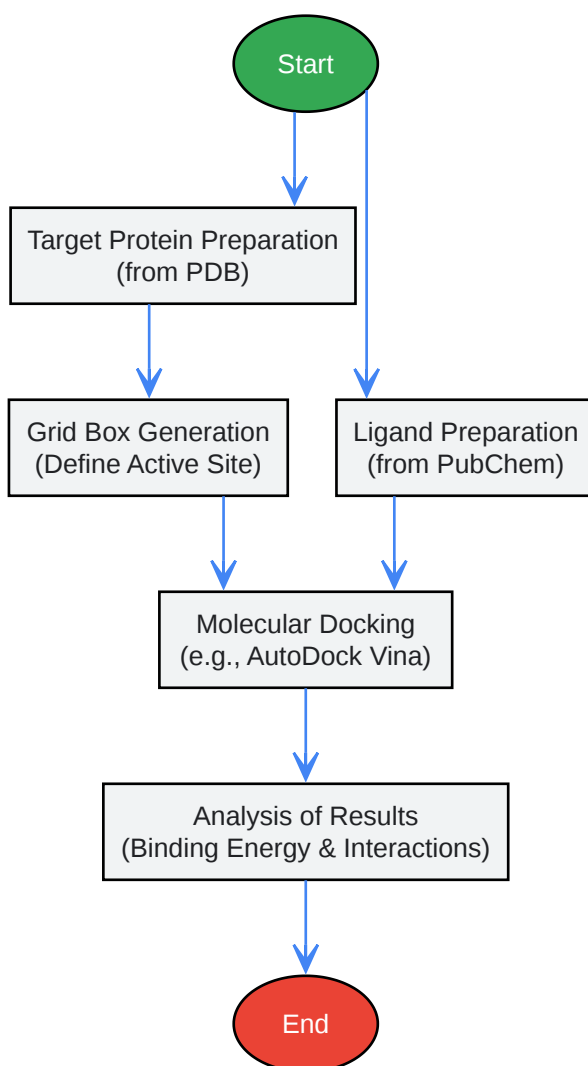 Start
Target Protein Preparation
(from PDB)
Grid Box Generation
(Define Active Site)
Ligand Preparation
(from PubChem)
Molecular Docking
(e.g., AutoDock Vina)
Analysis of Results
(Binding Energy & Interactions)
End